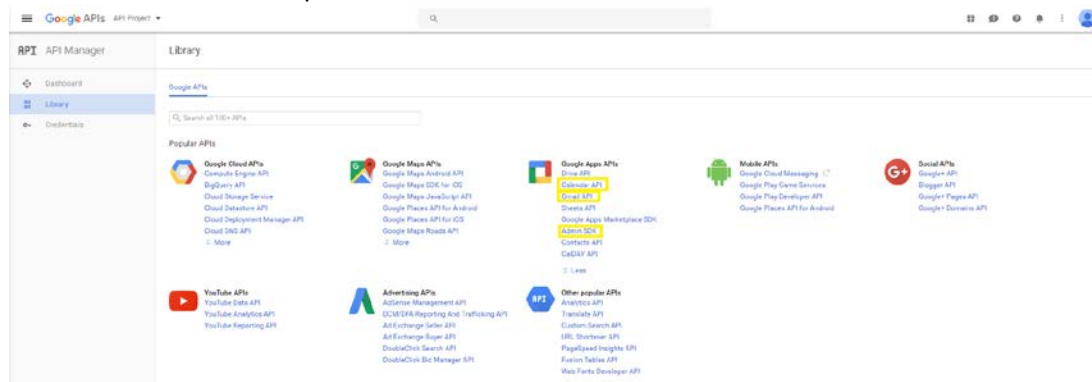 Google APIs API Project
API API Manager
Library
Dashboard
Library
Credentials
Google APIs
Search all 100+ APIs
Popular APIs
Google Cloud APIs
Compute Engine API
BigQuery API
Cloud Storage Service
Cloud Datastore API
Cloud Deployment Manager API
Cloud DNS API
More
Google Maps APIs
Google Maps Android API
Google Maps SDK for iOS
Google Maps JavaScript API
Google Places API for Android
Google Places API for iOS
Google Maps Roads API
More
Google Apps APIs
Drive API
Calendar API
Gmail API
Sheets API
Google Apps Marketplace SDK
Admin SDK
Contacts API
CalDAV API
Less
Mobile APIs
Google Cloud Messaging
Google Play Game Services
Google Play Developer API
Google Places API for Android
Social APIs
Google+ API
Blogger API
Google+ Pages API
Google+ Domains API
YouTube APIs
YouTube Data API
YouTube Analytics API
YouTube Reporting API
Advertising APIs
AdSense Management API
DCM/DFA Reporting And Trafficking API
Ad Exchange Seller API
Ad Exchange Buyer API
DoubleClick Search API
DoubleClick Bid Manager API
API
Other popular APIs
Analytics API
Translate API
Custom Search API
URL Shortener API
PageSpeed Insights API
Fusion Tables API
Web Fonts Developer API